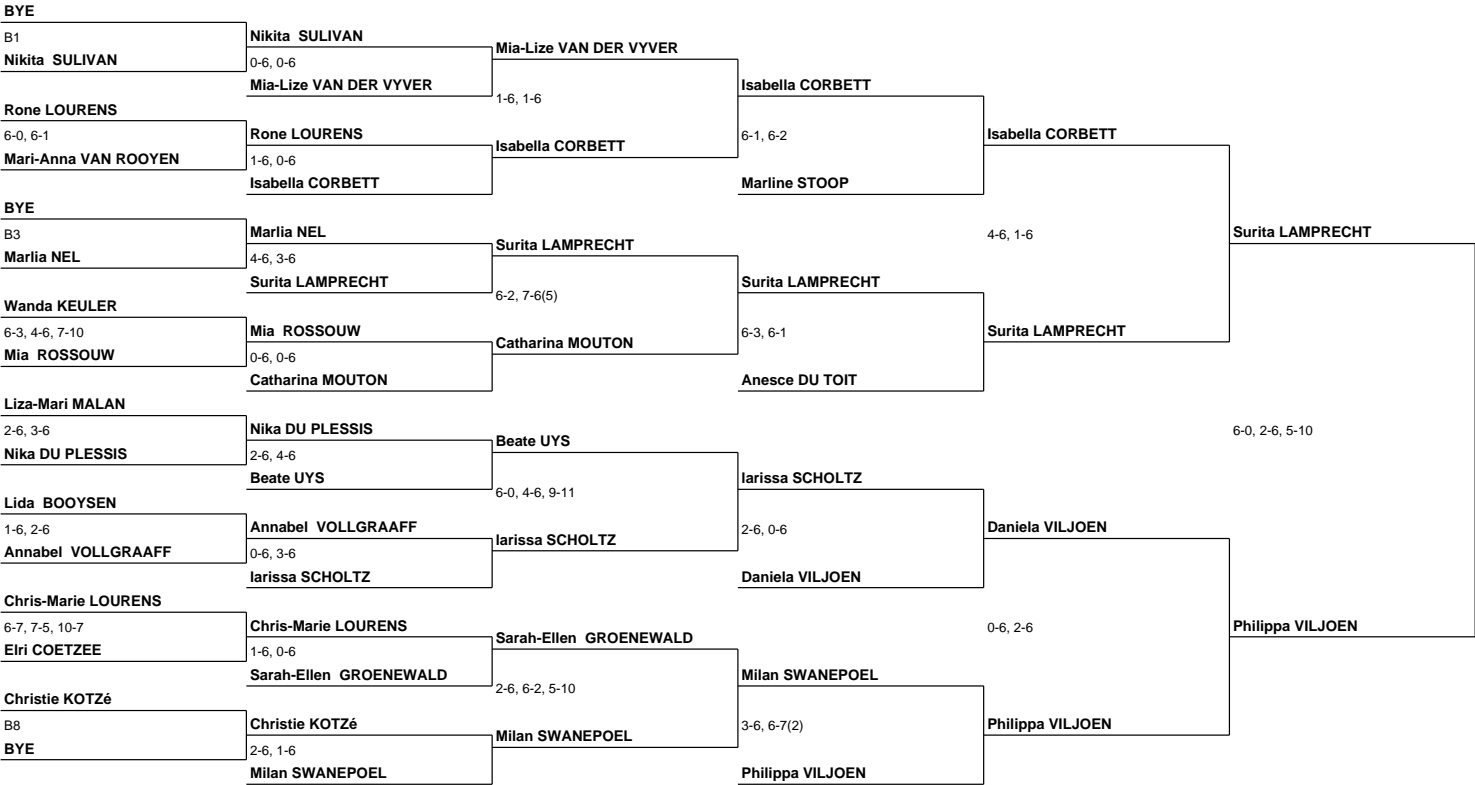 BYE
B1
Nikita SULIVAN
Rone LOURENS
6-0, 6-1
Mari-Anna VAN ROOYEN
BYE
B3
Marlia NEL
Wanda KEULER
6-3, 4-6, 7-10
Mia ROSSOUW
Liza-Mari MALAN
2-6, 3-6
Nika DU PLESSIS
Lida BOOYSEN
1-6, 2-6
Annabel VOLLGRAAFF
Chris-Marie LOURENS
6-7, 7-5, 10-7
Elri COETZEE
Christie KOTZé
B8
BYE
Nikita SULIVAN
0-6, 0-6
Mia-Lize VAN DER VYVER
Rone LOURENS
1-6, 0-6
Isabella CORBETT
Marlia NEL
4-6, 3-6
Surita LAMPRECHT
Mia ROSSOUW
0-6, 0-6
Catharina MOUTON
Nika DU PLESSIS
2-6, 4-6
Beate UYS
Annabel VOLLGRAAFF
0-6, 3-6
larissa SCHOLTZ
Chris-Marie LOURENS
1-6, 0-6
Sarah-Ellen GROENEWALD
Christie KOTZé
2-6, 1-6
Milan SWANEPOEL
Mia-Lize VAN DER VYVER
1-6, 1-6
Isabella CORBETT
Surita LAMPRECHT
6-2, 7-6(5)
Catharina MOUTON
Beate UYS
6-0, 4-6, 9-11
larissa SCHOLTZ
Sarah-Ellen GROENEWALD
2-6, 6-2, 5-10
Milan SWANEPOEL
Isabella CORBETT
6-1, 6-2
Marline STOOP
Surita LAMPRECHT
6-3, 6-1
Anesce DU TOIT
larissa SCHOLTZ
2-6, 0-6
Daniela VILJOEN
Milan SWANEPOEL
3-6, 6-7(2)
Philippa VILJOEN
Isabella CORBETT
4-6, 1-6
Surita LAMPRECHT
Daniela VILJOEN
0-6, 2-6
Philippa VILJOEN
Surita LAMPRECHT
6-0, 2-6, 5-10
Philippa VILJOEN